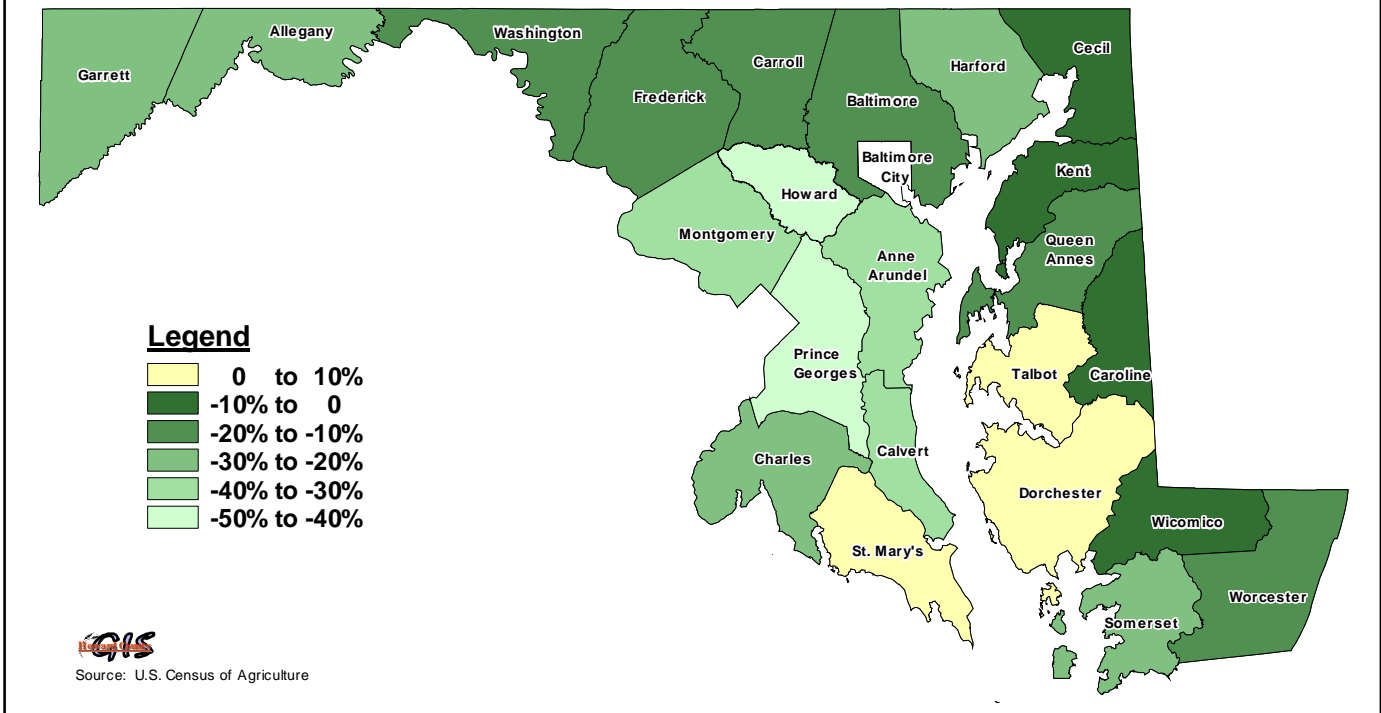 Garrett
Allegany
Washington
Frederick
Carroll
Baltimore
Harford
Cecil
Baltimore
City
Kent
Howard
Montgomery
Anne
Arundel
Queen
Annes
Prince
Georges
Talbot
Caroline
Charles
Calvert
Dorchester
St. Mary's
Wicomico
Worcester
Somerset
Legend
0 to 10%
-10% to 0
-20% to -10%
-30% to -20%
-40% to -30%
-50% to -40%
GIS
Howard County
Source: U.S. Census of Agriculture